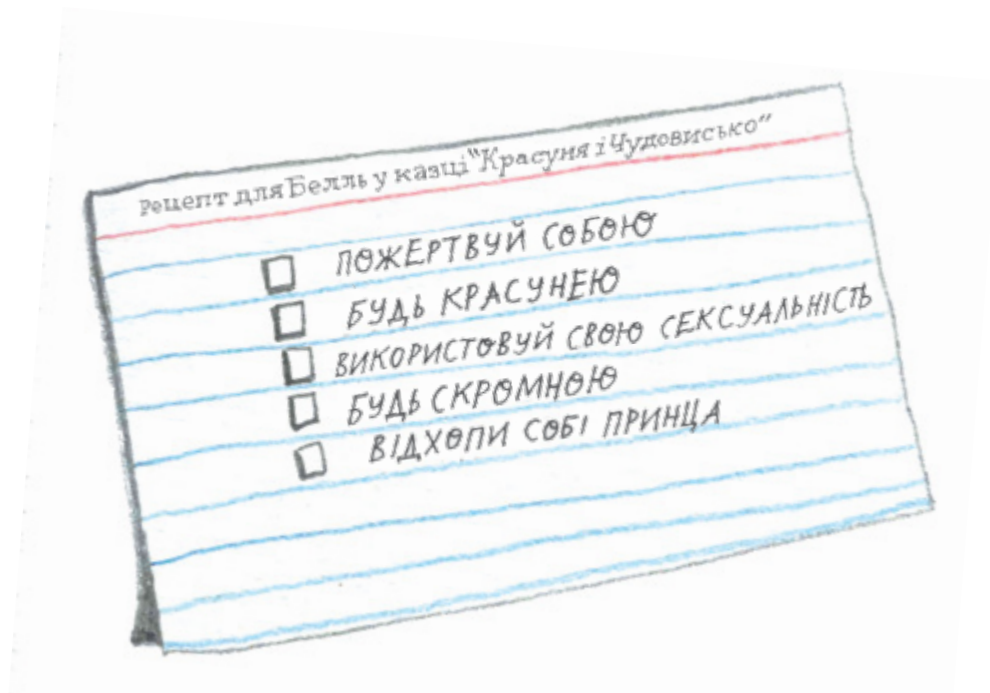 Рецепт для Белль у казці "Красуня і Чудовисько"
ПОЖЕРТВУЙ СОБОЮ
БУДЬ КРАСУНЕЮ
ВИКОРИСТОВУЙ СВОЮ СЕКСУАЛЬНІСТЬ
БУДЬ СКРОМНОЮ
ВІДХОПИ СОБІ ПРИНЦА